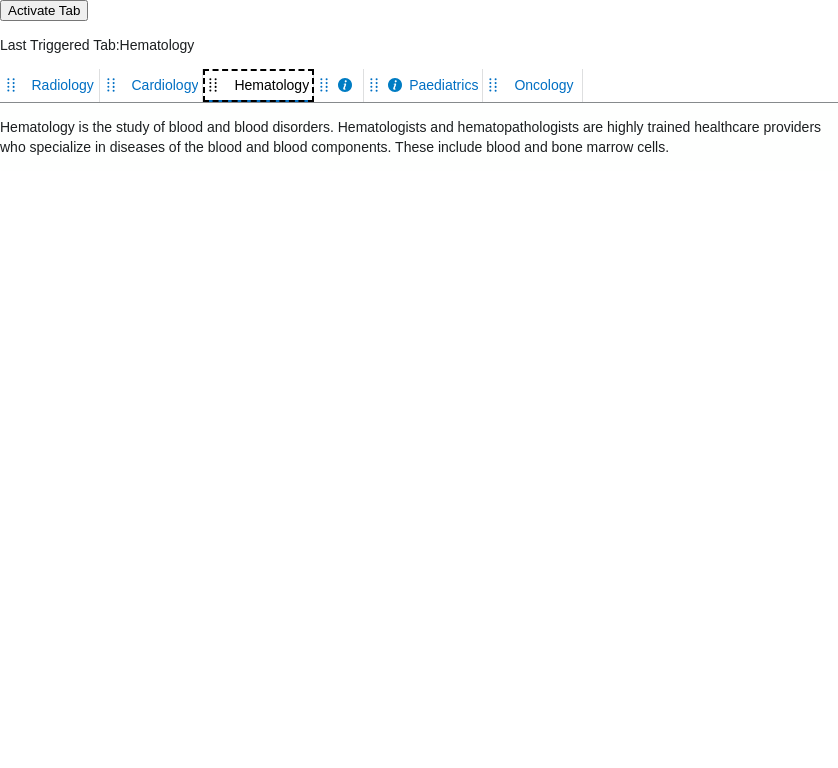 Activate Tab
Last Triggered Tab:Hematology
Radiology Cardiology Hematology Paediatrics Oncology
Hematology is the study of blood and blood disorders. Hematologists and hematopathologists are highly trained healthcare providers
who specialize in diseases of the blood and blood components. These include blood and bone marrow cells.